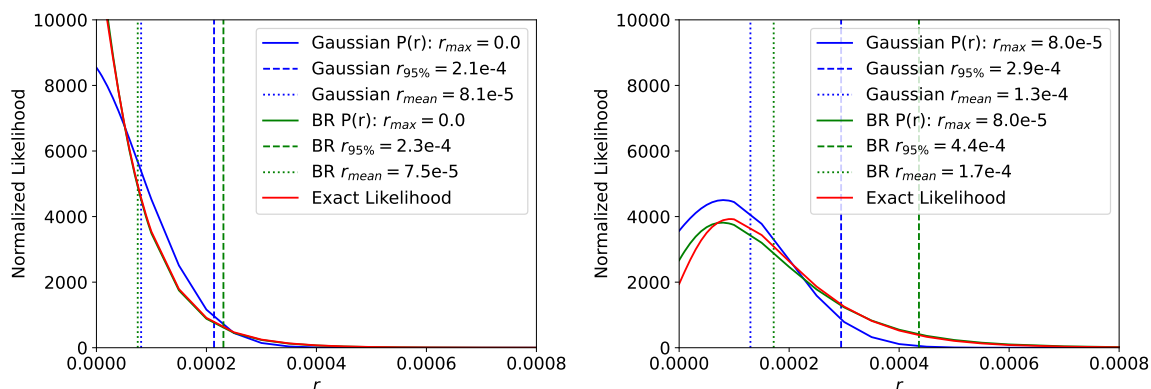 10000
8000
6000
4000
2000
0
Normalized Likelihood
0.0000
0.0002
0.0004
0.0006
0.0008
r
Gaussian P(r): r_max = 0.0
Gaussian r_95% = 2.1e-4
Gaussian r_mean = 8.1e-5
BR P(r): r_max = 0.0
BR r_95% = 2.3e-4
BR r_mean = 7.5e-5
Exact Likelihood
10000
8000
6000
4000
2000
0
Normalized Likelihood
0.0000
0.0002
0.0004
0.0006
0.0008
r
Gaussian P(r): r_max = 8.0e-5
Gaussian r_95% = 2.9e-4
Gaussian r_mean = 1.3e-4
BR P(r): r_max = 8.0e-5
BR r_95% = 4.4e-4
BR r_mean = 1.7e-4
Exact Likelihood